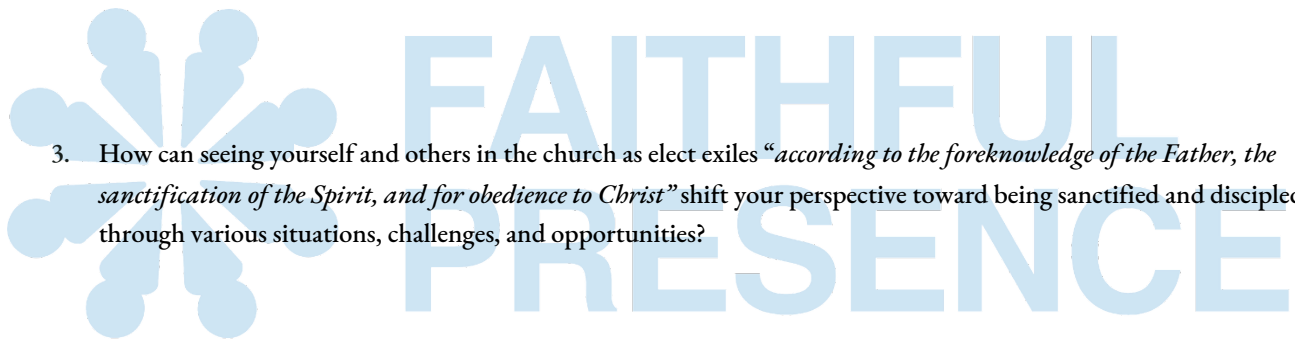 FAITHFUL
PRESENCE
3. How can seeing yourself and others in the church as elect exiles “according to the foreknowledge of the Father, the
sanctification of the Spirit, and for obedience to Christ” shift your perspective toward being sanctified and discipled
through various situations, challenges, and opportunities?